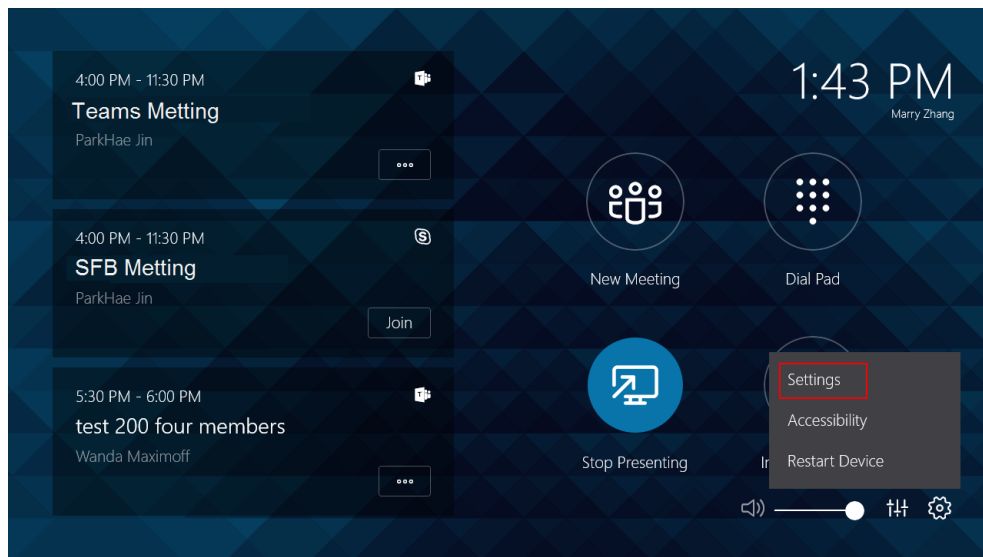 4:00 PM - 11:30 PM
Teams Metting
ParkHae Jin
4:00 PM - 11:30 PM
SFB Metting
ParkHae Jin
Join
5:30 PM - 6:00 PM
test 200 four members
Wanda Maximoff
1:43 PM
Marry Zhang
New Meeting
Dial Pad
Stop Presenting
Settings
Accessibility
Restart Device